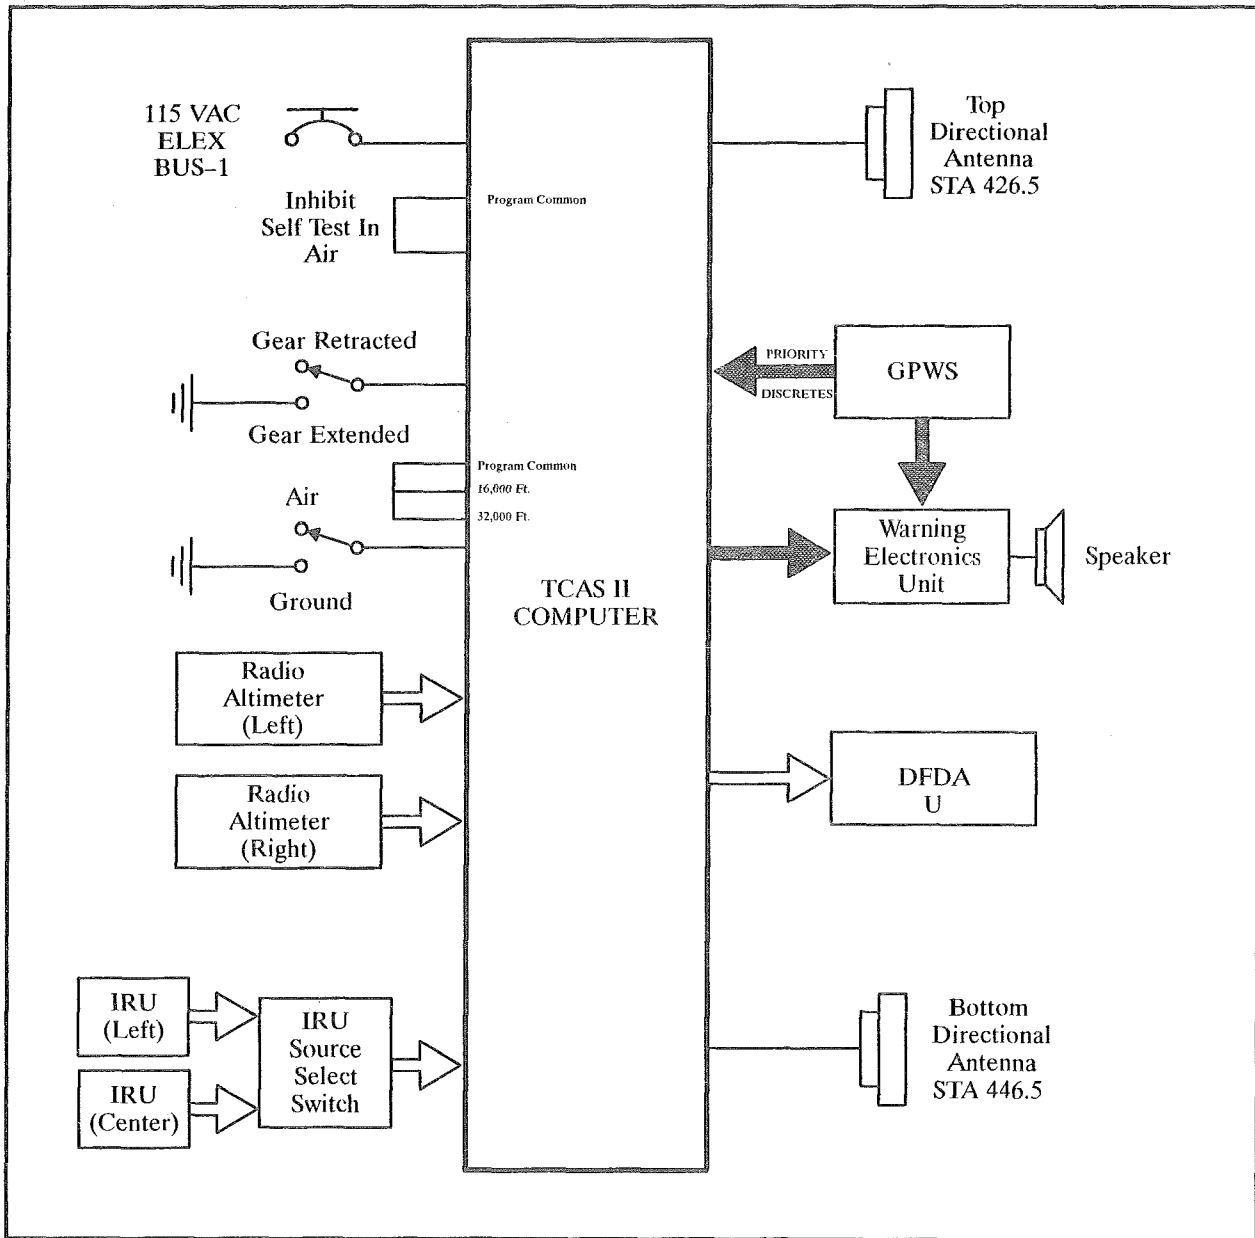 115 VAC
ELEX
BUS-1
Inhibit
Self Test In
Air
Program Common
Gear Retracted
Gear Extended
Program Common
16,000 Ft.
32,000 Ft.
Air
Ground
Radio
Altimeter
(Left)
Radio
Altimeter
(Right)
IRU
(Left)
IRU
(Center)
IRU
Source
Select
Switch
TCAS II
COMPUTER
Top
Directional
Antenna
STA 426.5
PRIORITY
DISCRETES
GPWS
Warning
Electronics
Unit
Speaker
DFDA
U
Bottom
Directional
Antenna
STA 446.5